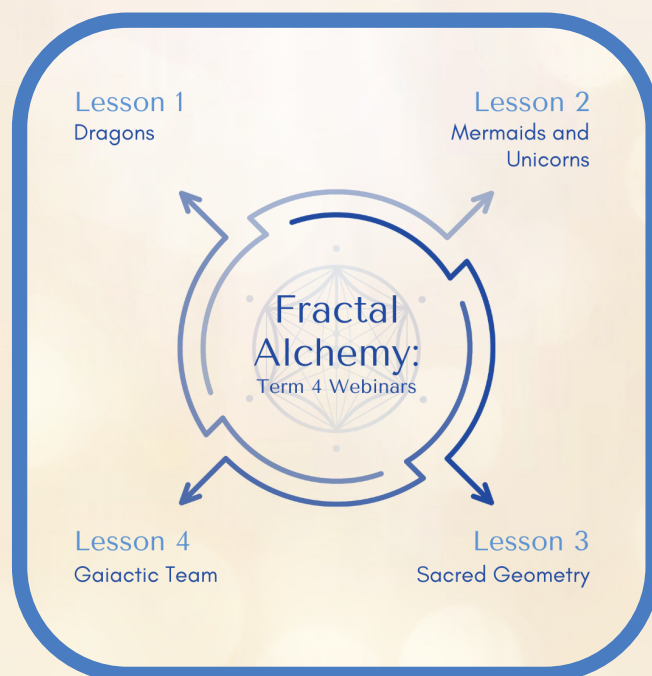 Lesson 1
Dragons
Lesson 2
Mermaids and
Unicorns
Fractal
Alchemy:
Term 4 Webinars
Lesson 4
Gaiactic Team
Lesson 3
Sacred Geometry